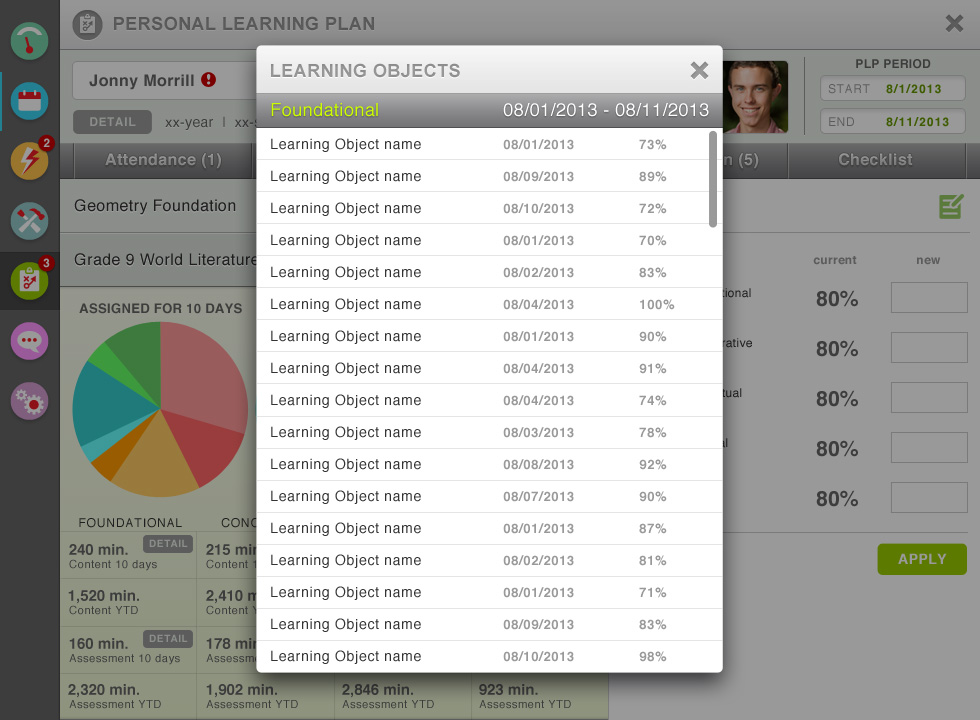 PERSONAL LEARNING PLAN
Jonny Morrill
DETAIL xx-year | xx-
PLP PERIOD
START 8/1/2013
END 8/11/2013
2
3
Attendance (1)
(5)
Checklist
Geometry Foundation
Grade 9 World Literature
ASSIGNED FOR 10 DAYS
FOUNDATIONAL
240 min. DETAIL 215
Content 10 days
1,520 min. 2,410
Content YTD
160 min. DETAIL 178
Assessment 10 days
2,320 min. 1,902 min. 2,846 min. 923 min.
Assessment YTD Assessment YTD Assessment YTD Assessment YTD
LEARNING OBJECTS
Foundational 08/01/2013 - 08/11/2013
Learning Object name 08/01/2013 73%
Learning Object name 08/09/2013 89%
Learning Object name 08/10/2013 72%
Learning Object name 08/01/2013 70%
Learning Object name 08/02/2013 83%
Learning Object name 08/04/2013 100%
Learning Object name 08/01/2013 90%
Learning Object name 08/04/2013 91%
Learning Object name 08/04/2013 74%
Learning Object name 08/03/2013 78%
Learning Object name 08/08/2013 92%
Learning Object name 08/07/2013 90%
Learning Object name 08/01/2013 87%
Learning Object name 08/02/2013 81%
Learning Object name 08/01/2013 71%
Learning Object name 08/09/2013 83%
Learning Object name 08/10/2013 98%
current new
80%
80%
80%
80%
80%
APPLY